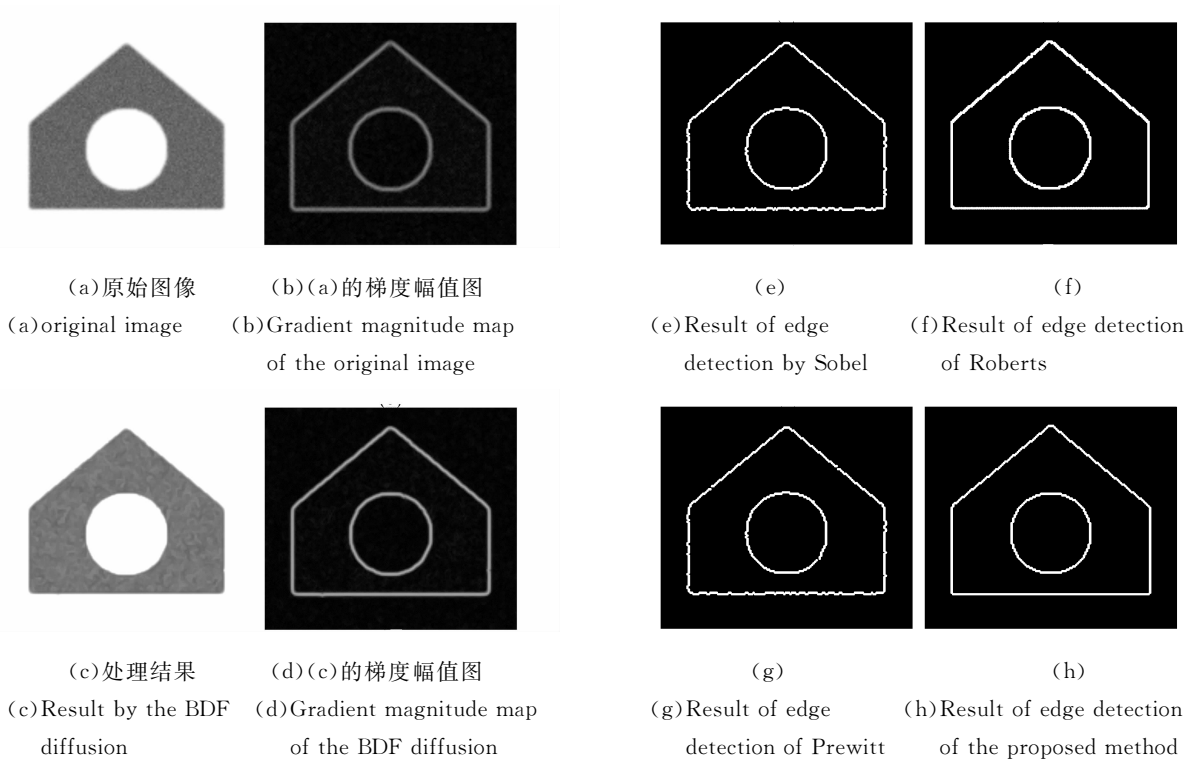 (a)原始图像
(b)(a)的梯度幅值图
(e)
(f)
(a)original image
(b)Gradient magnitude map
of the original image
(e)Result of edge
detection by Sobel
(f)Result of edge detection
of Roberts
(c)处理结果
(d)(c)的梯度幅值图
(g)
(h)
(c)Result by the BDF
diffusion
(d)Gradient magnitude map
of the BDF diffusion
(g)Result of edge
detection of Prewitt
(h)Result of edge detection
of the proposed method